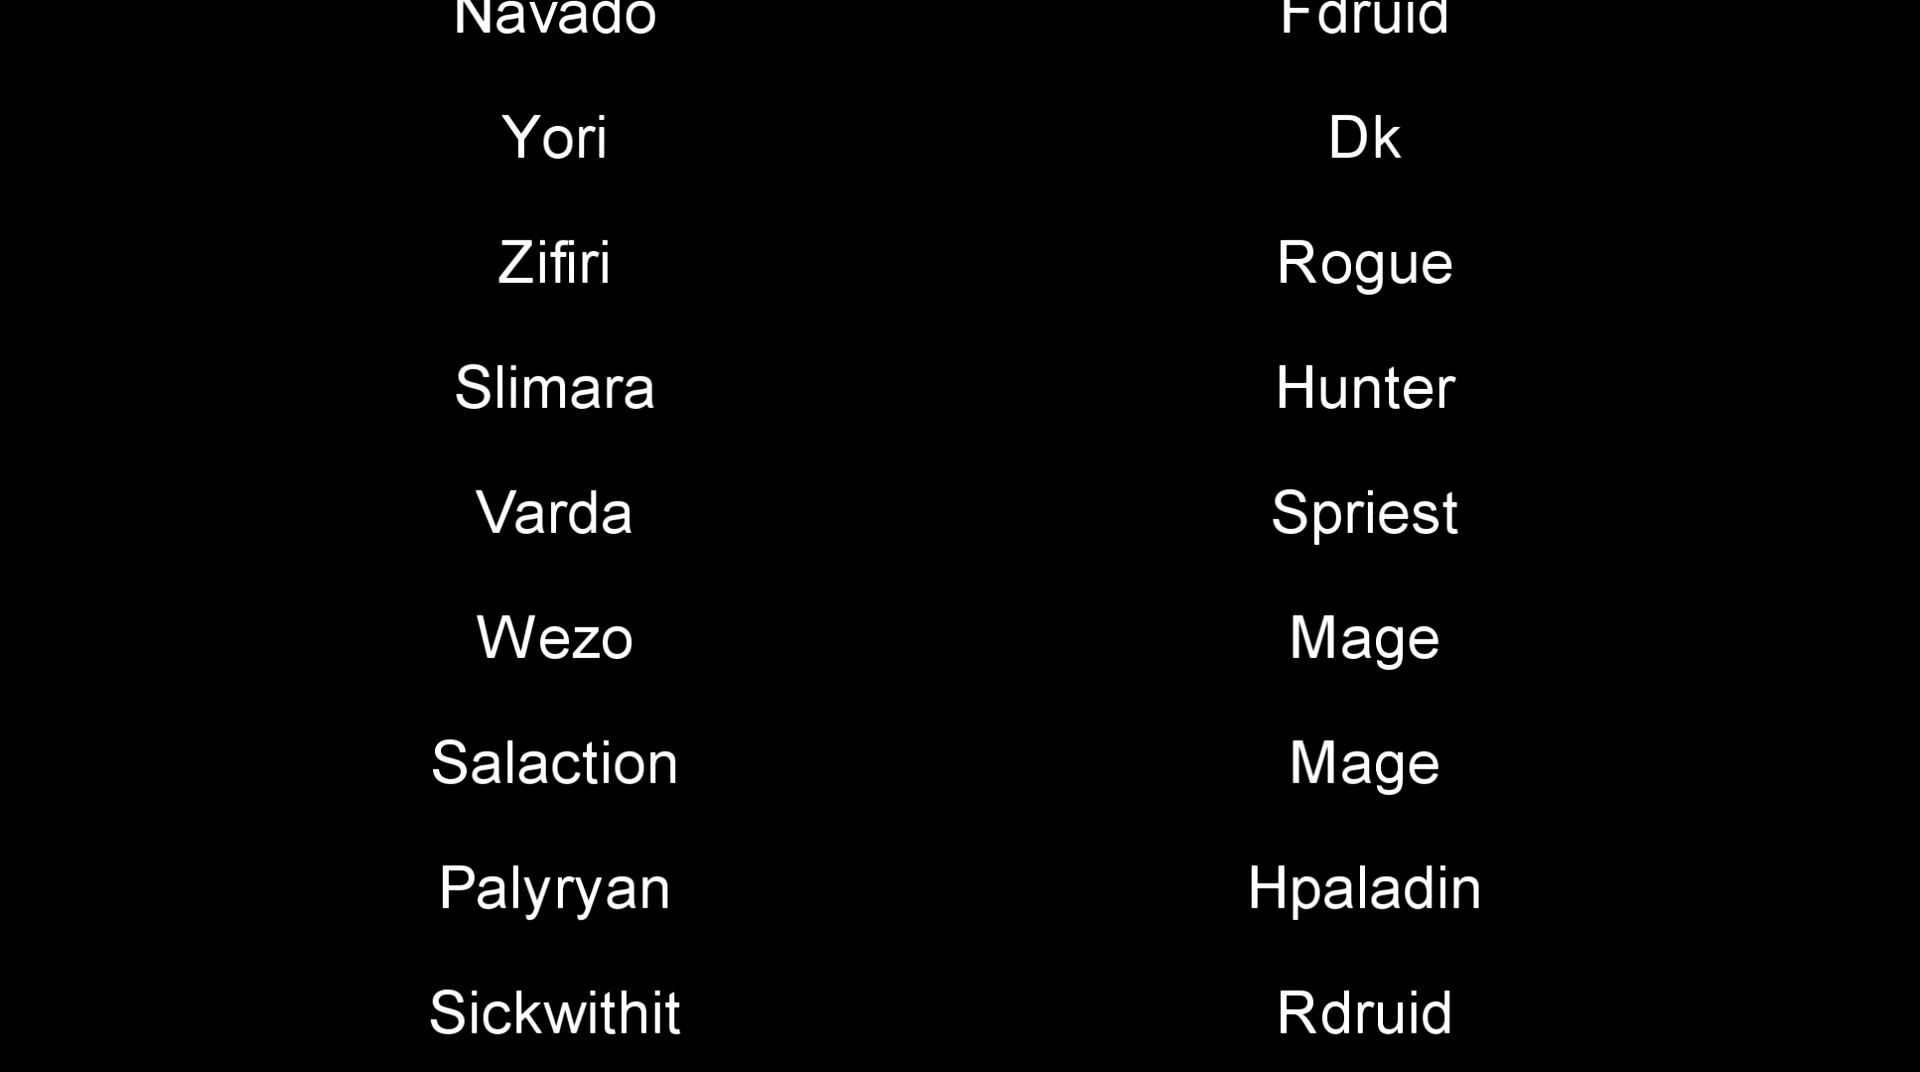 Navado Fdruid
Yori Dk
Zifiri Rogue
Slimara Hunter
Varda Spriest
Wezo Mage
Salaction Mage
Palyryan Hpaladin
Sickwithit Rdruid